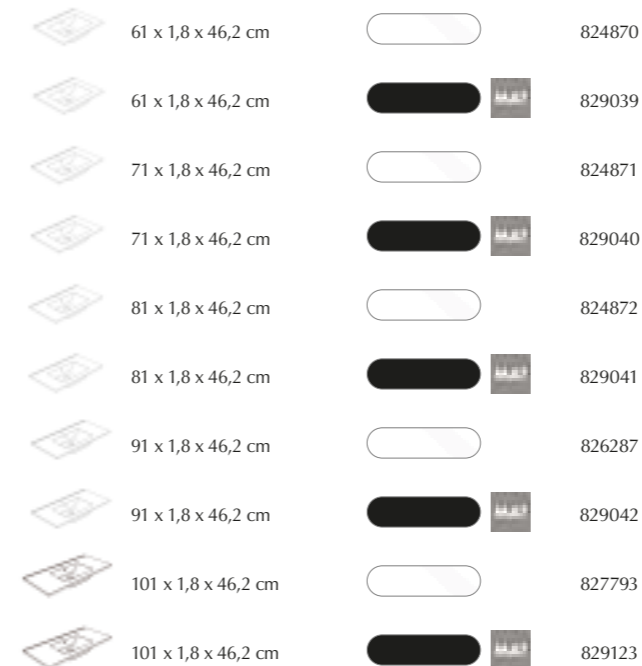 61 x 1,8 x 46,2 cm 824870
61 x 1,8 x 46,2 cm 829039
71 x 1,8 x 46,2 cm 824871
71 x 1,8 x 46,2 cm 829040
81 x 1,8 x 46,2 cm 824872
81 x 1,8 x 46,2 cm 829041
91 x 1,8 x 46,2 cm 826287
91 x 1,8 x 46,2 cm 829042
101 x 1,8 x 46,2 cm 827793
101 x 1,8 x 46,2 cm 829123